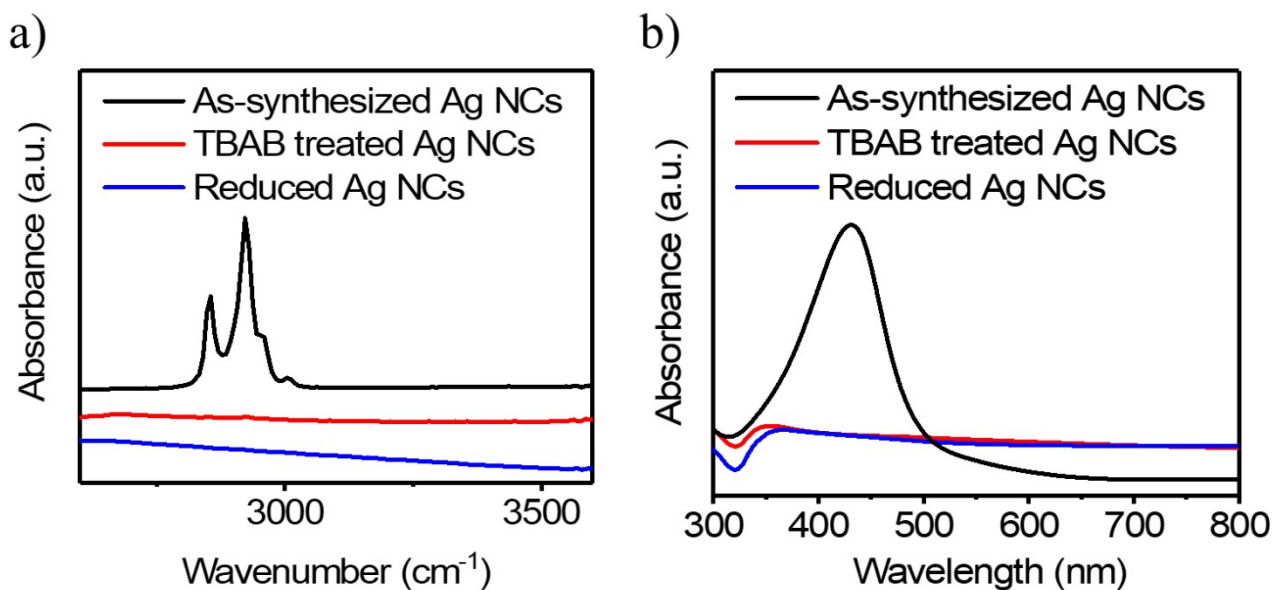 a)
As-synthesized Ag NCs
TBAB treated Ag NCs
Reduced Ag NCs
Absorbance (a.u.)
3000 3500
Wavenumber (cm⁻¹)
b)
As-synthesized Ag NCs
TBAB treated Ag NCs
Reduced Ag NCs
Absorbance (a.u.)
300 400 500 600 700 800
Wavelength (nm)